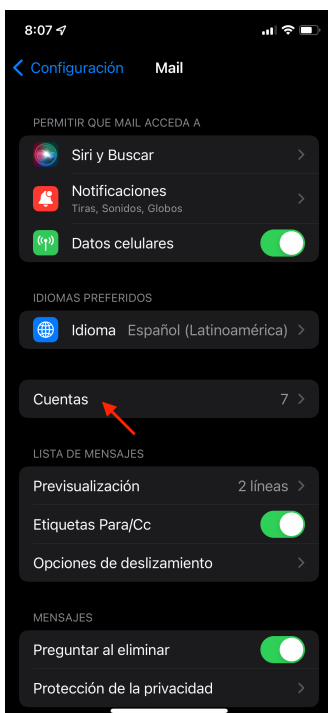 8:07
Configuración
Mail
PERMITIR QUE MAIL ACCEDA A
Siri y Buscar
Notificaciones
Tiras, Sonidos, Globos
Datos celulares
IDIOMAS PREFERIDOS
Idioma Español (Latinoamérica)
Cuentas 7
LISTA DE MENSAJES
Previsualización 2 líneas
Etiquetas Para/Cc
Opciones de deslizamiento
MENSAJES
Preguntar al eliminar
Protección de la privacidad